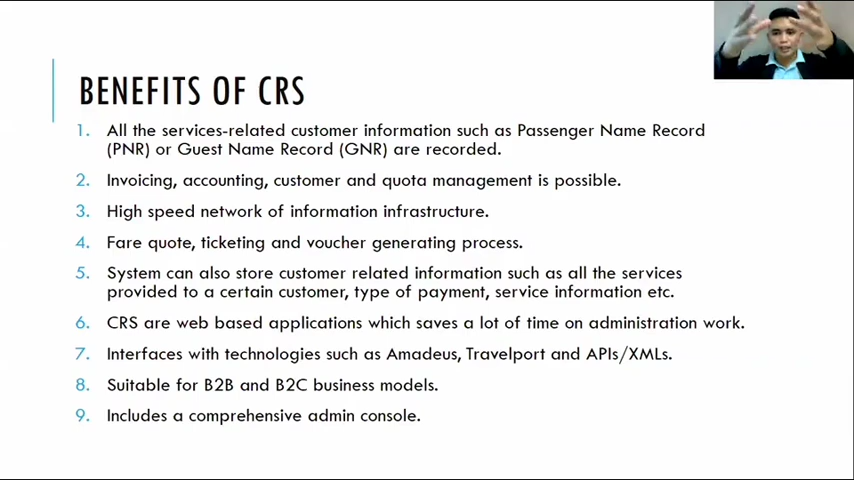 BENEFITS OF CRS
1. All the services-related customer information such as Passenger Name Record
(PNR) or Guest Name Record (GNR) are recorded.
2. Invoicing, accounting, customer and quota management is possible.
3. High speed network of information infrastructure.
4. Fare quote, ticketing and voucher generating process.
5. System can also store customer related information such as all the services
provided to a certain customer, type of payment, service information etc.
6. CRS are web based applications which saves a lot of time on administration work.
7. Interfaces with technologies such as Amadeus, Travelport and APIs/XMLs.
8. Suitable for B2B and B2C business models.
9. Includes a comprehensive admin console.